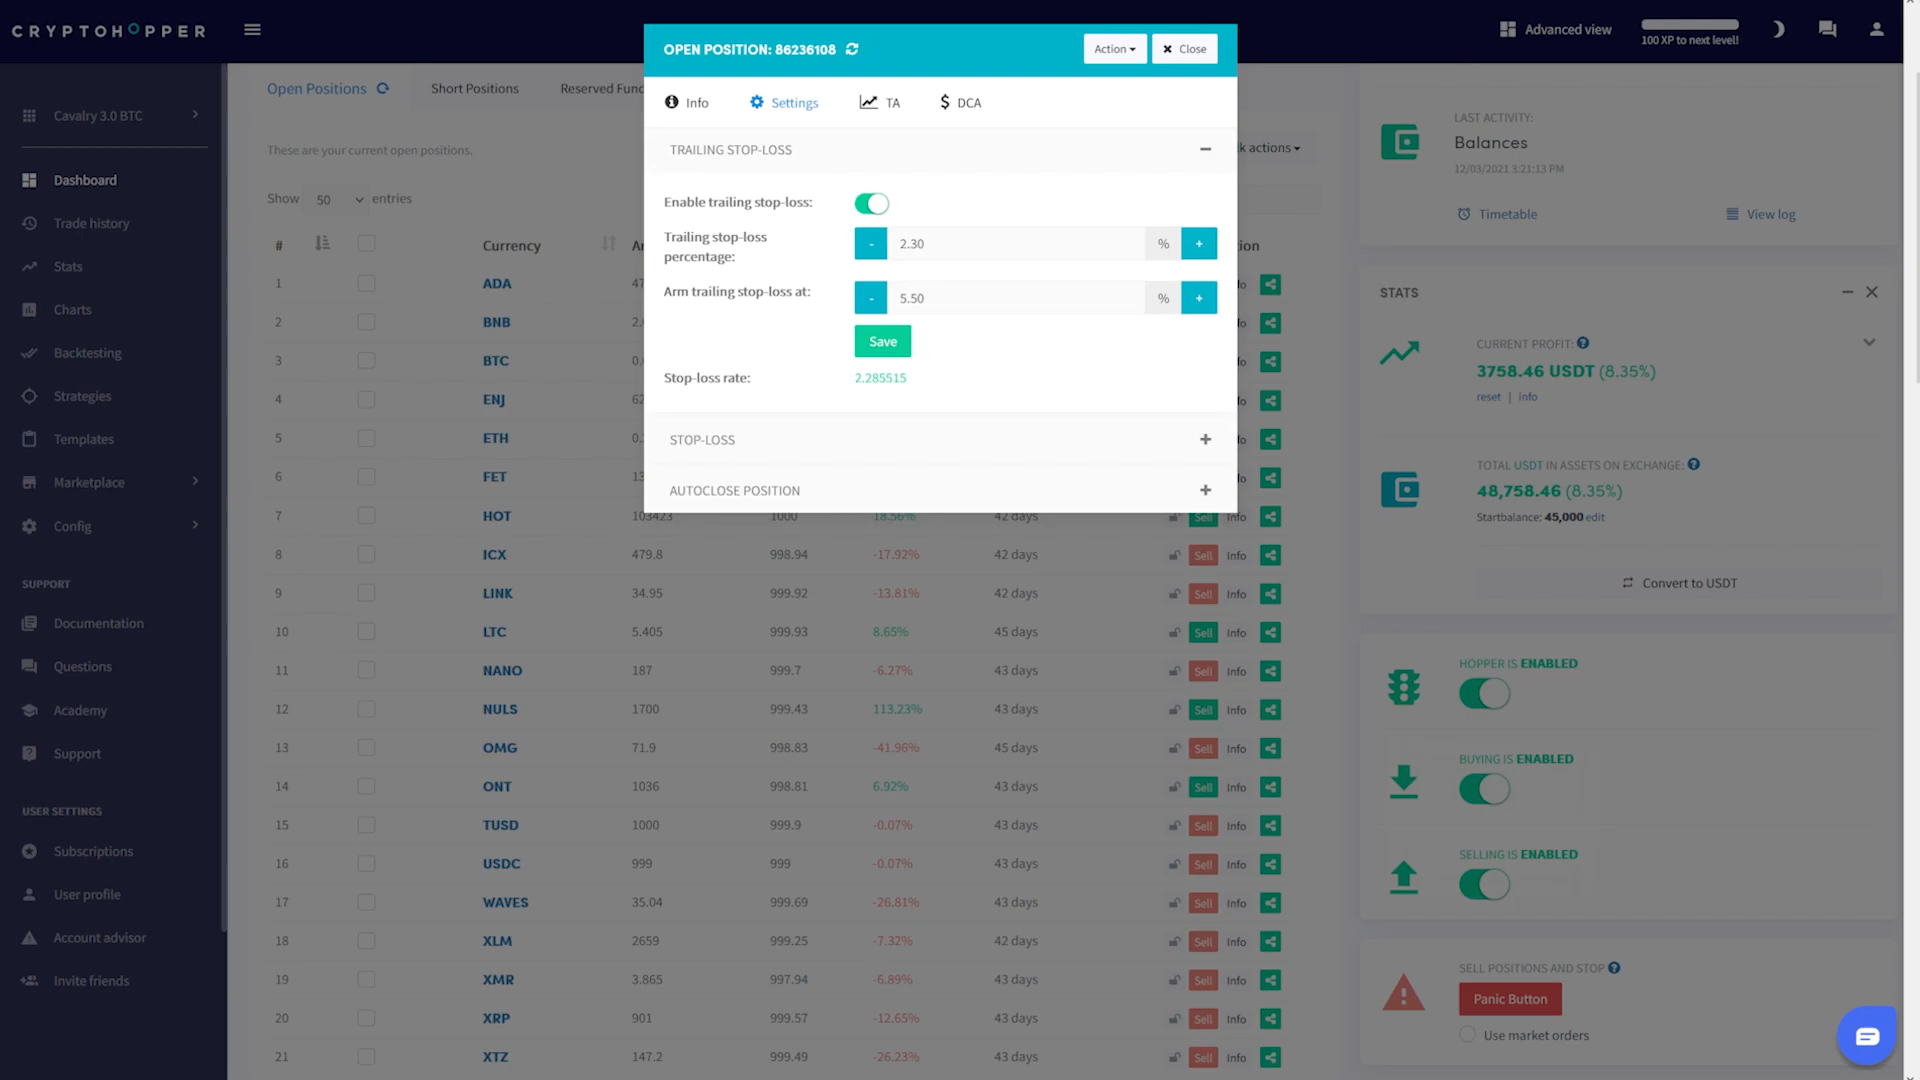 CRYPTOHOPPER
Advanced view
100 XP to next level!
Cavalry 3.0 BTC
Dashboard
Trade history
Stats
Charts
Backtesting
Strategies
Templates
Marketplace
Config
SUPPORT
Documentation
Questions
Academy
Support
USER SETTINGS
Subscriptions
User profile
Account advisor
Invite friends
Open Positions
Short Positions
Reserved Fund
These are your current open positions.
k actions
Show 50 entries
# Currency
1 ADA
2 BNB
3 BTC
4 ENJ
5 ETH
6 FET
7 HOT 103423 1000 18.56% 42 days Sell Info
8 ICX 479.8 998.94 -17.92% 42 days Sell Info
9 LINK 34.95 999.92 -13.81% 42 days Sell Info
10 LTC 5.405 999.93 8.65% 45 days Sell Info
11 NANO 187 999.7 -6.27% 43 days Sell Info
12 NULS 1700 999.43 113.23% 43 days Sell Info
13 OMG 71.9 998.83 -41.96% 45 days Sell Info
14 ONT 1036 998.81 6.92% 43 days Sell Info
15 TUSD 1000 999.9 -0.07% 43 days Sell Info
16 USDC 999 999 -0.07% 43 days Sell Info
17 WAVES 35.04 999.69 -26.81% 43 days Sell Info
18 XLM 2659 999.25 -7.32% 42 days Sell Info
19 XMR 3.865 997.94 -6.89% 43 days Sell Info
20 XRP 901 999.57 -12.65% 43 days Sell Info
21 XTZ 147.2 999.49 -26.23% 43 days Sell Info
OPEN POSITION: 86236108
Action
Close
Info
Settings
TA
DCA
TRAILING STOP-LOSS
Enable trailing stop-loss:
Trailing stop-loss
percentage:
- 2.30 % +
Arm trailing stop-loss at:
- 5.50 % +
Save
Stop-loss rate: 2.285515
STOP-LOSS
AUTOCLOSE POSITION
LAST ACTIVITY:
Balances
12/03/2021 3:21:13 PM
Timetable
View log
STATS
CURRENT PROFIT:
3758.46 USDT (8.35%)
reset | info
TOTAL USDT IN ASSETS ON EXCHANGE:
48,758.46 (8.35%)
Startbalance: 45,000 edit
Convert to USDT
HOPPER IS ENABLED
BUYING IS ENABLED
SELLING IS ENABLED
SELL POSITIONS AND STOP
Panic Button
Use market orders